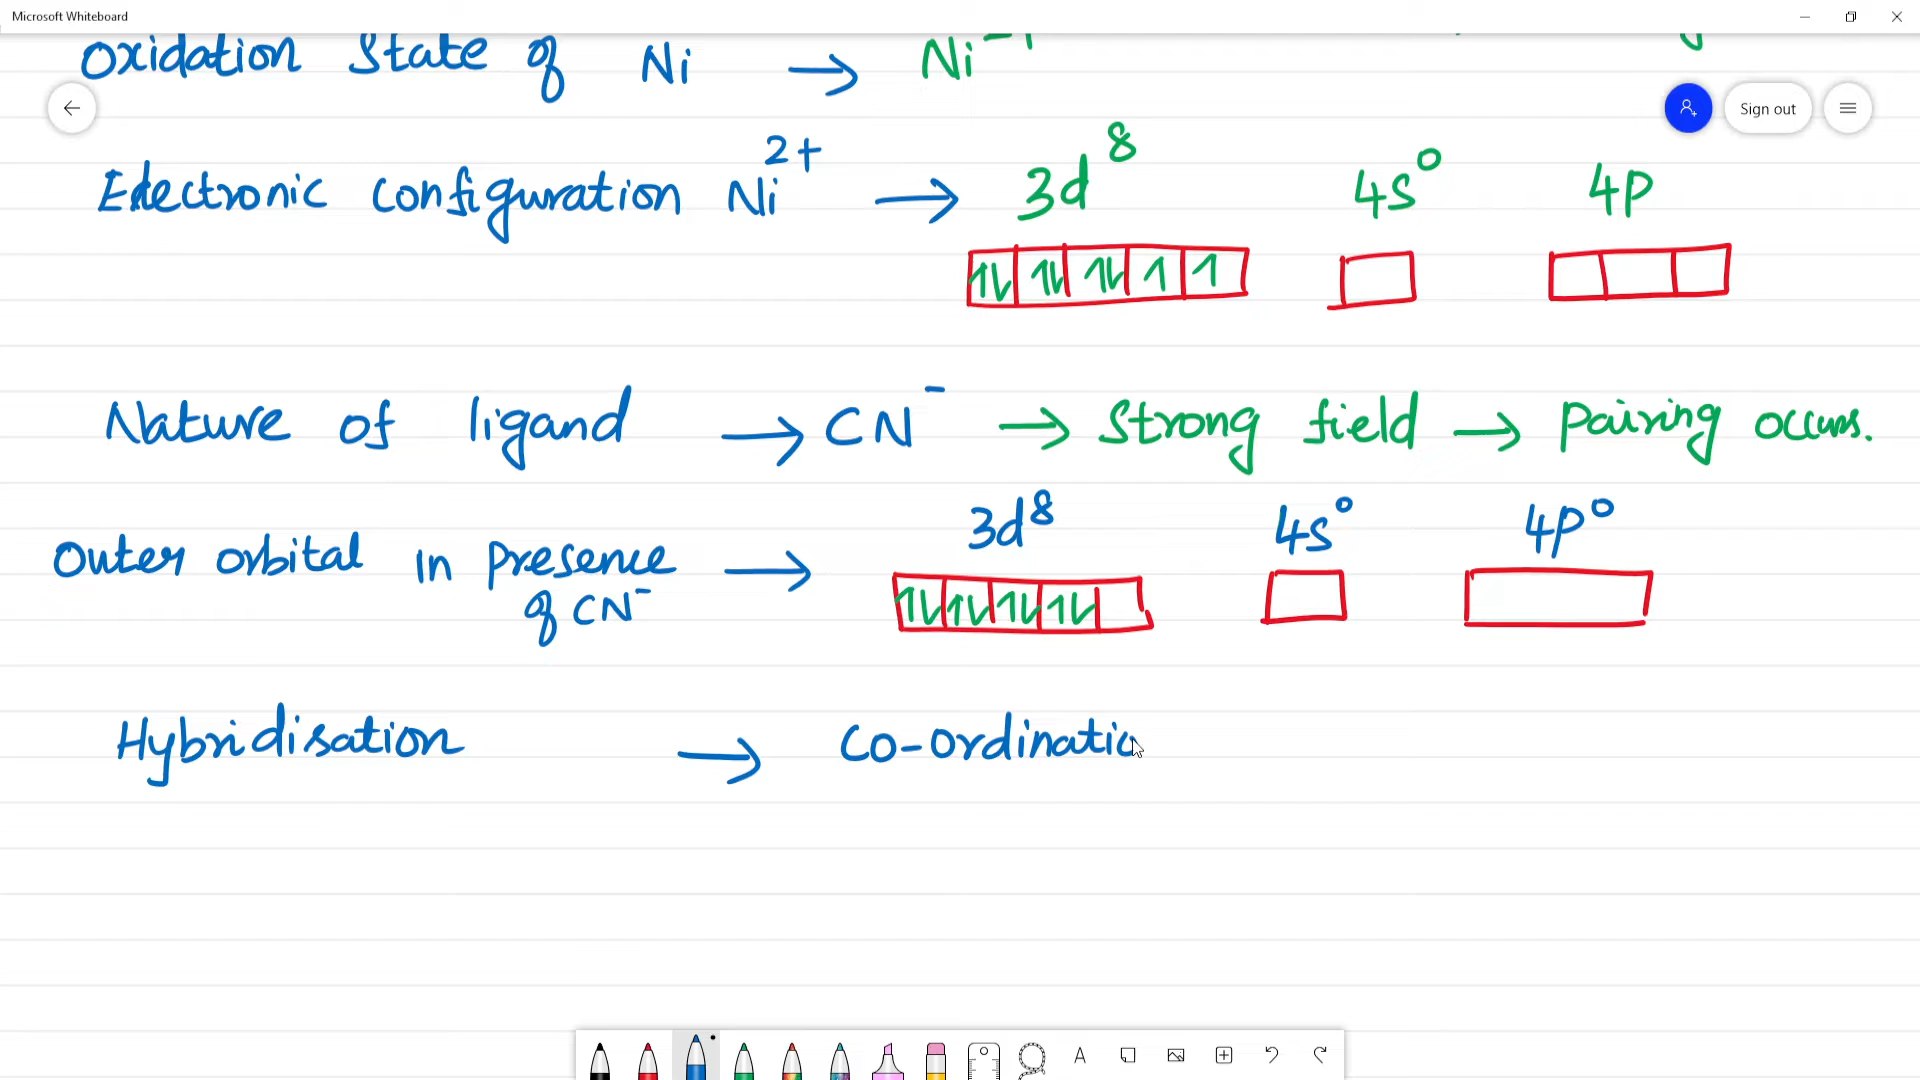 Microsoft Whiteboard
Oxidation State of Ni →
Sign out
Electronic Configuration Ni²⁺ → 3d⁸ 4s⁰ 4p
1l 1l 1l 1 1
Nature of ligand → CN⁻ → Strong field → Pairing occurs.
3d⁸ 4s⁰ 4p⁰
Outer orbital in presence →
of CN⁻
1l 1l 1l 1l
Hybridisation → Co-ordinatio
A